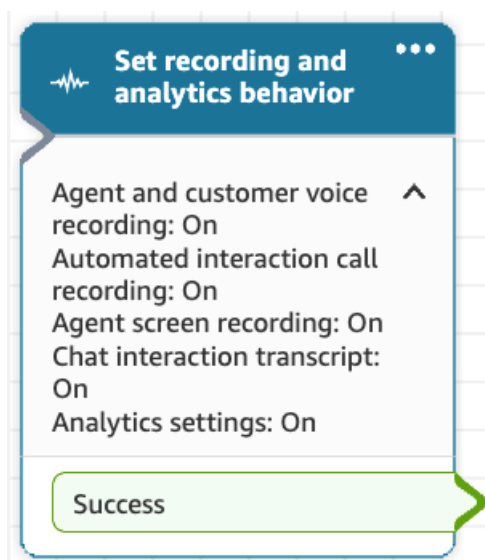 Set recording and
analytics behavior
Agent and customer voice
recording: On
Automated interaction call
recording: On
Agent screen recording: On
Chat interaction transcript:
On
Analytics settings: On
Success